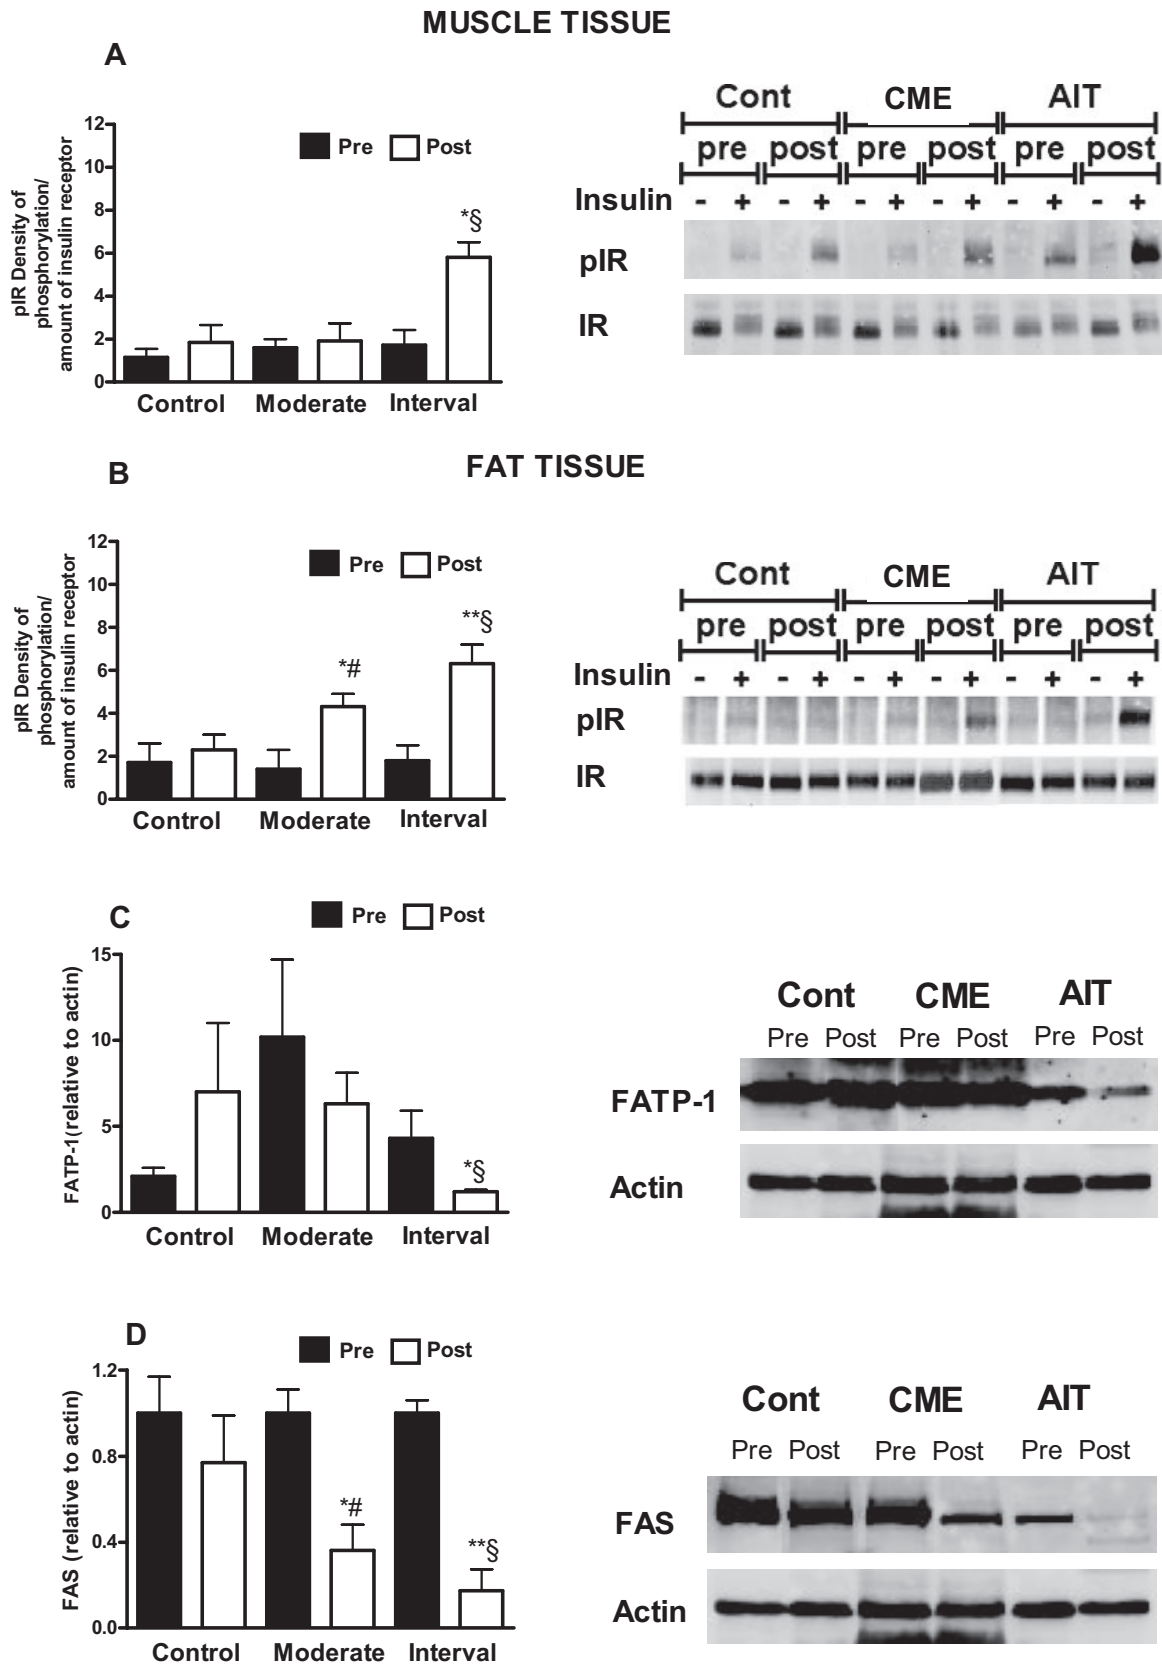 MUSCLE TISSUE
A
12
10
8
6
4
2
0
pIR Density of
phosphorylation/
amount of insulin receptor
Pre Post
*§
Control Moderate Interval
Cont CME AIT
pre post pre post pre post
Insulin - + - + - + - + - + - +
pIR
IR
B
FAT TISSUE
12
10
8
6
4
2
0
pIR Density of
phosphorylation/
amount of insulin receptor
Pre Post
*#
**§
Control Moderate Interval
Cont CME AIT
pre post pre post pre post
Insulin - + - + - + - + - + - +
pIR
IR
C
Pre Post
15
10
5
0
FATP-1(relative to actin)
*§
Control Moderate Interval
Cont CME AIT
Pre Post Pre Post Pre Post
FATP-1
Actin
D
Pre Post
1.2
0.8
0.4
0.0
FAS (relative to actin)
*#
**§
Control Moderate Interval
Cont CME AIT
Pre Post Pre Post Pre Post
FAS
Actin